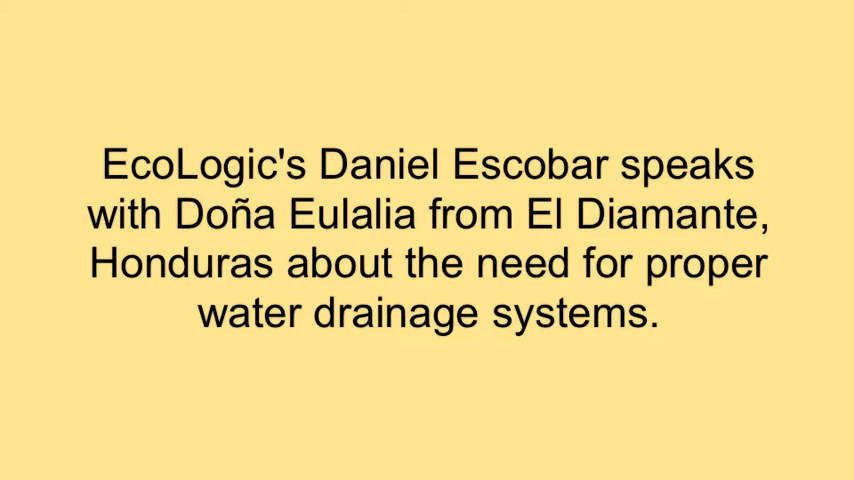 EcoLogic's Daniel Escobar speaks
with Doña Eulalia from El Diamante,
Honduras about the need for proper
water drainage systems.